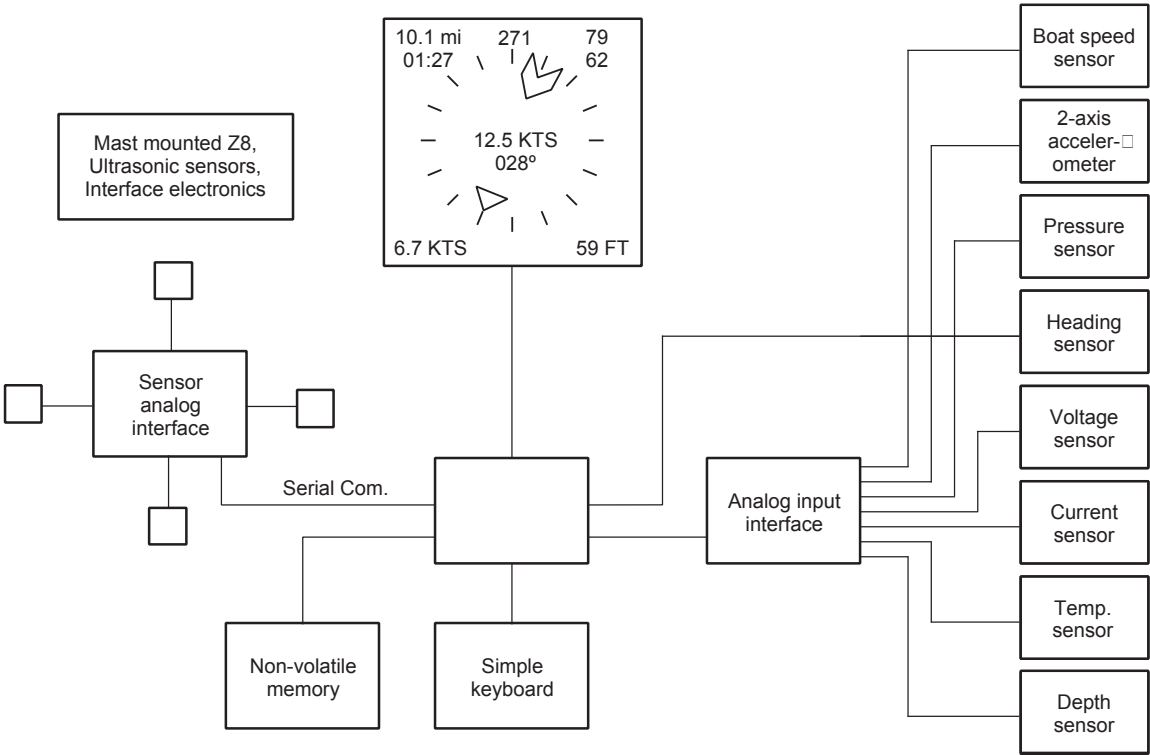 10.1 mi
01:27
271
79
62
12.5 KTS
028º
6.7 KTS
59 FT
Mast mounted Z8,
Ultrasonic sensors,
Interface electronics
Sensor
analog
interface
Serial Com.
Non-volatile
memory
Simple
keyboard
Analog input
interface
Boat speed
sensor
2-axis
acceler-□
ometer
Pressure
sensor
Heading
sensor
Voltage
sensor
Current
sensor
Temp.
sensor
Depth
sensor